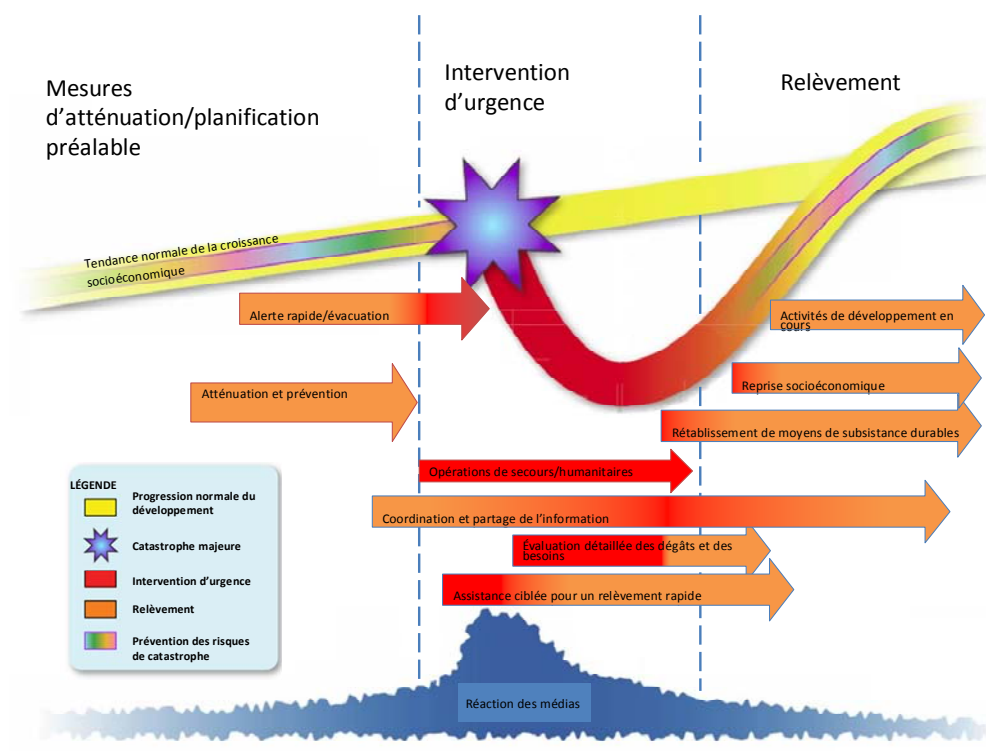 Mesures
d’atténuation/planification
préalable
Intervention
d’urgence
Relèvement
Tendance normale de la croissance
socioéconomique
Alerte rapide/évacuation
Activités de développement en
cours
Atténuation et prévention
Reprise socioéconomique
Rétablissement de moyens de subsistance durables
Opérations de secours/humanitaires
Coordination et partage de l’information
Évaluation détaillée des dégâts et des
besoins
Assistance ciblée pour un relèvement rapide
LÉGENDE
Progression normale du
développement
Catastrophe majeure
Intervention d’urgence
Relèvement
Prévention des risques
de catastrophe
Réaction des médias